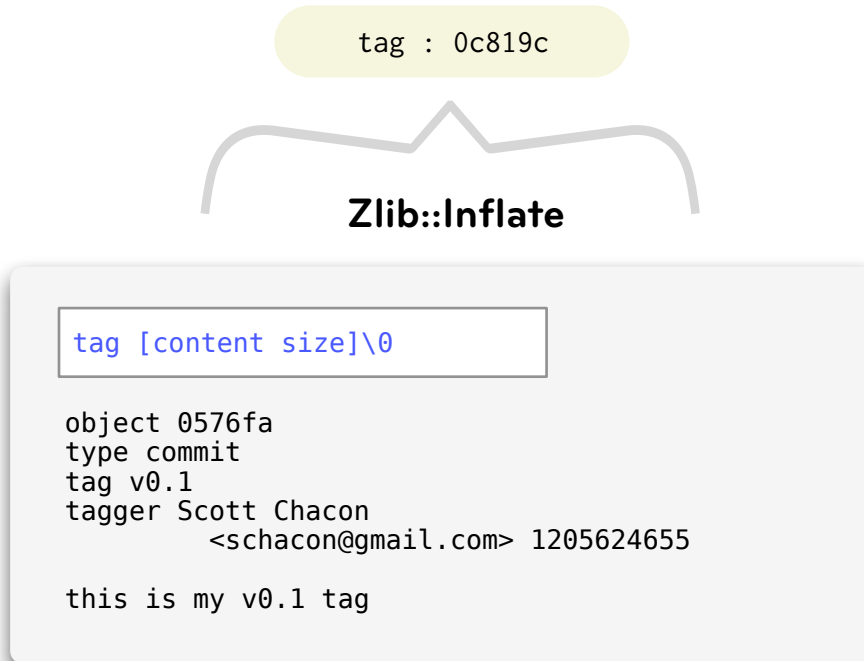 tag : 0c819c
Zlib::Inflate
tag [content size]\0
object 0576fa
type commit
tag v0.1
tagger Scott Chacon
<schacon@gmail.com> 1205624655
this is my v0.1 tag